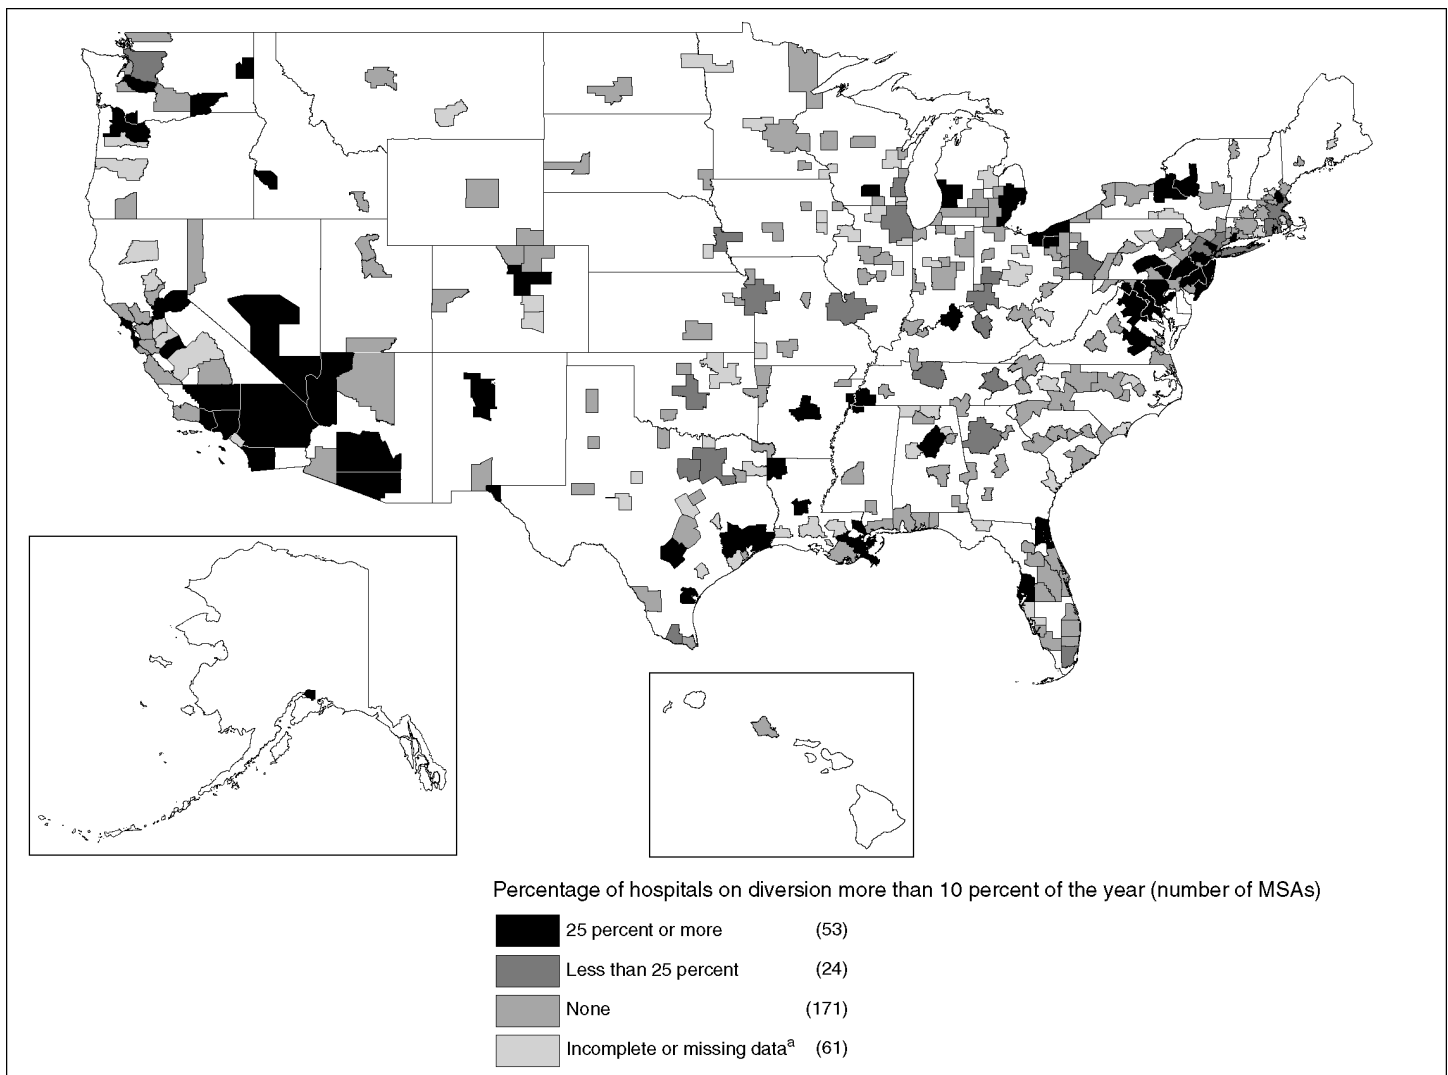 Percentage of hospitals on diversion more than 10 percent of the year (number of MSAs)
25 percent or more (53)
Less than 25 percent (24)
None (171)
Incomplete or missing dataᵃ (61)